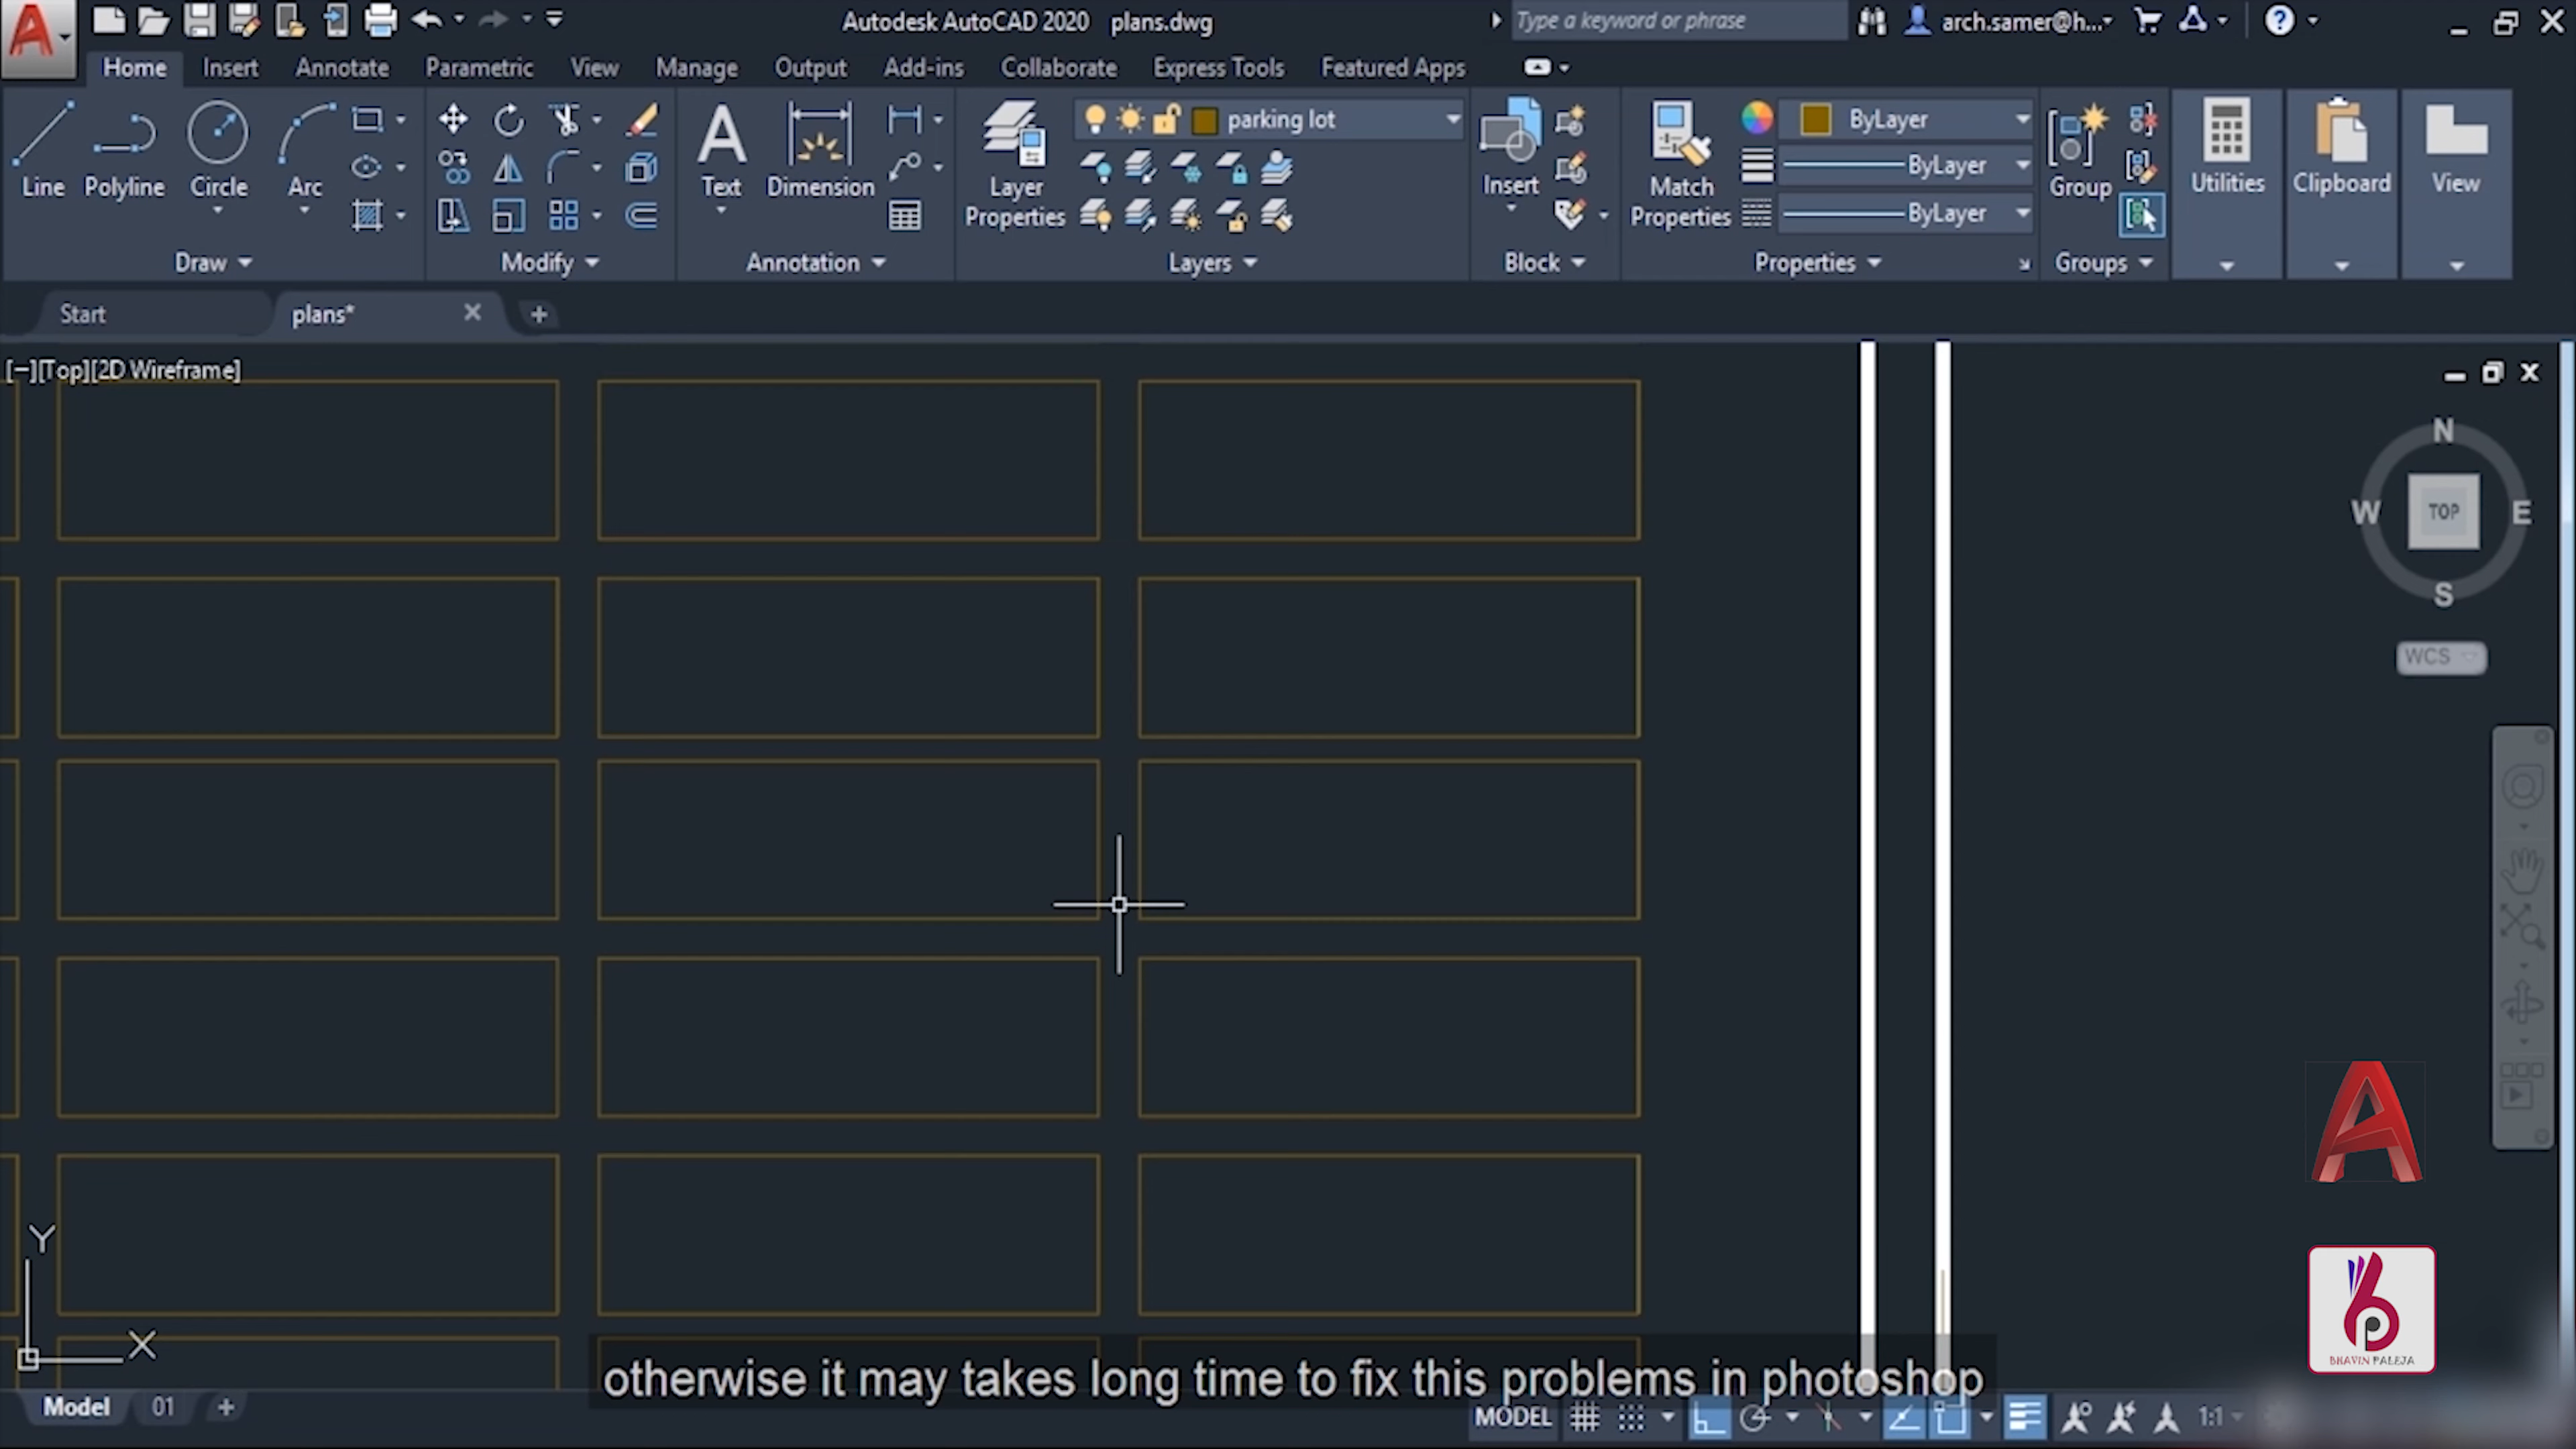 Autodesk AutoCAD 2020 plans.dwg
Type a keyword or phrase
arch.samer@h...
Home Insert Annotate Parametric View Manage Output Add-ins Collaborate Express Tools Featured Apps
parking lot
ByLayer
Line Polyline Circle Arc
Text Dimension
Layer Properties
Insert
Match Properties
ByLayer
ByLayer
Group
Utilities
Clipboard
View
Draw
Modify
Annotation
Layers
Block
Properties
Groups
Start
plans*
[−][Top][2D Wireframe]
N
W TOP E
S
WCS
Y
X
BHAVIN PALEJA
otherwise it may takes long time to fix this problems in photoshop
Model 01
MODEL
1:1